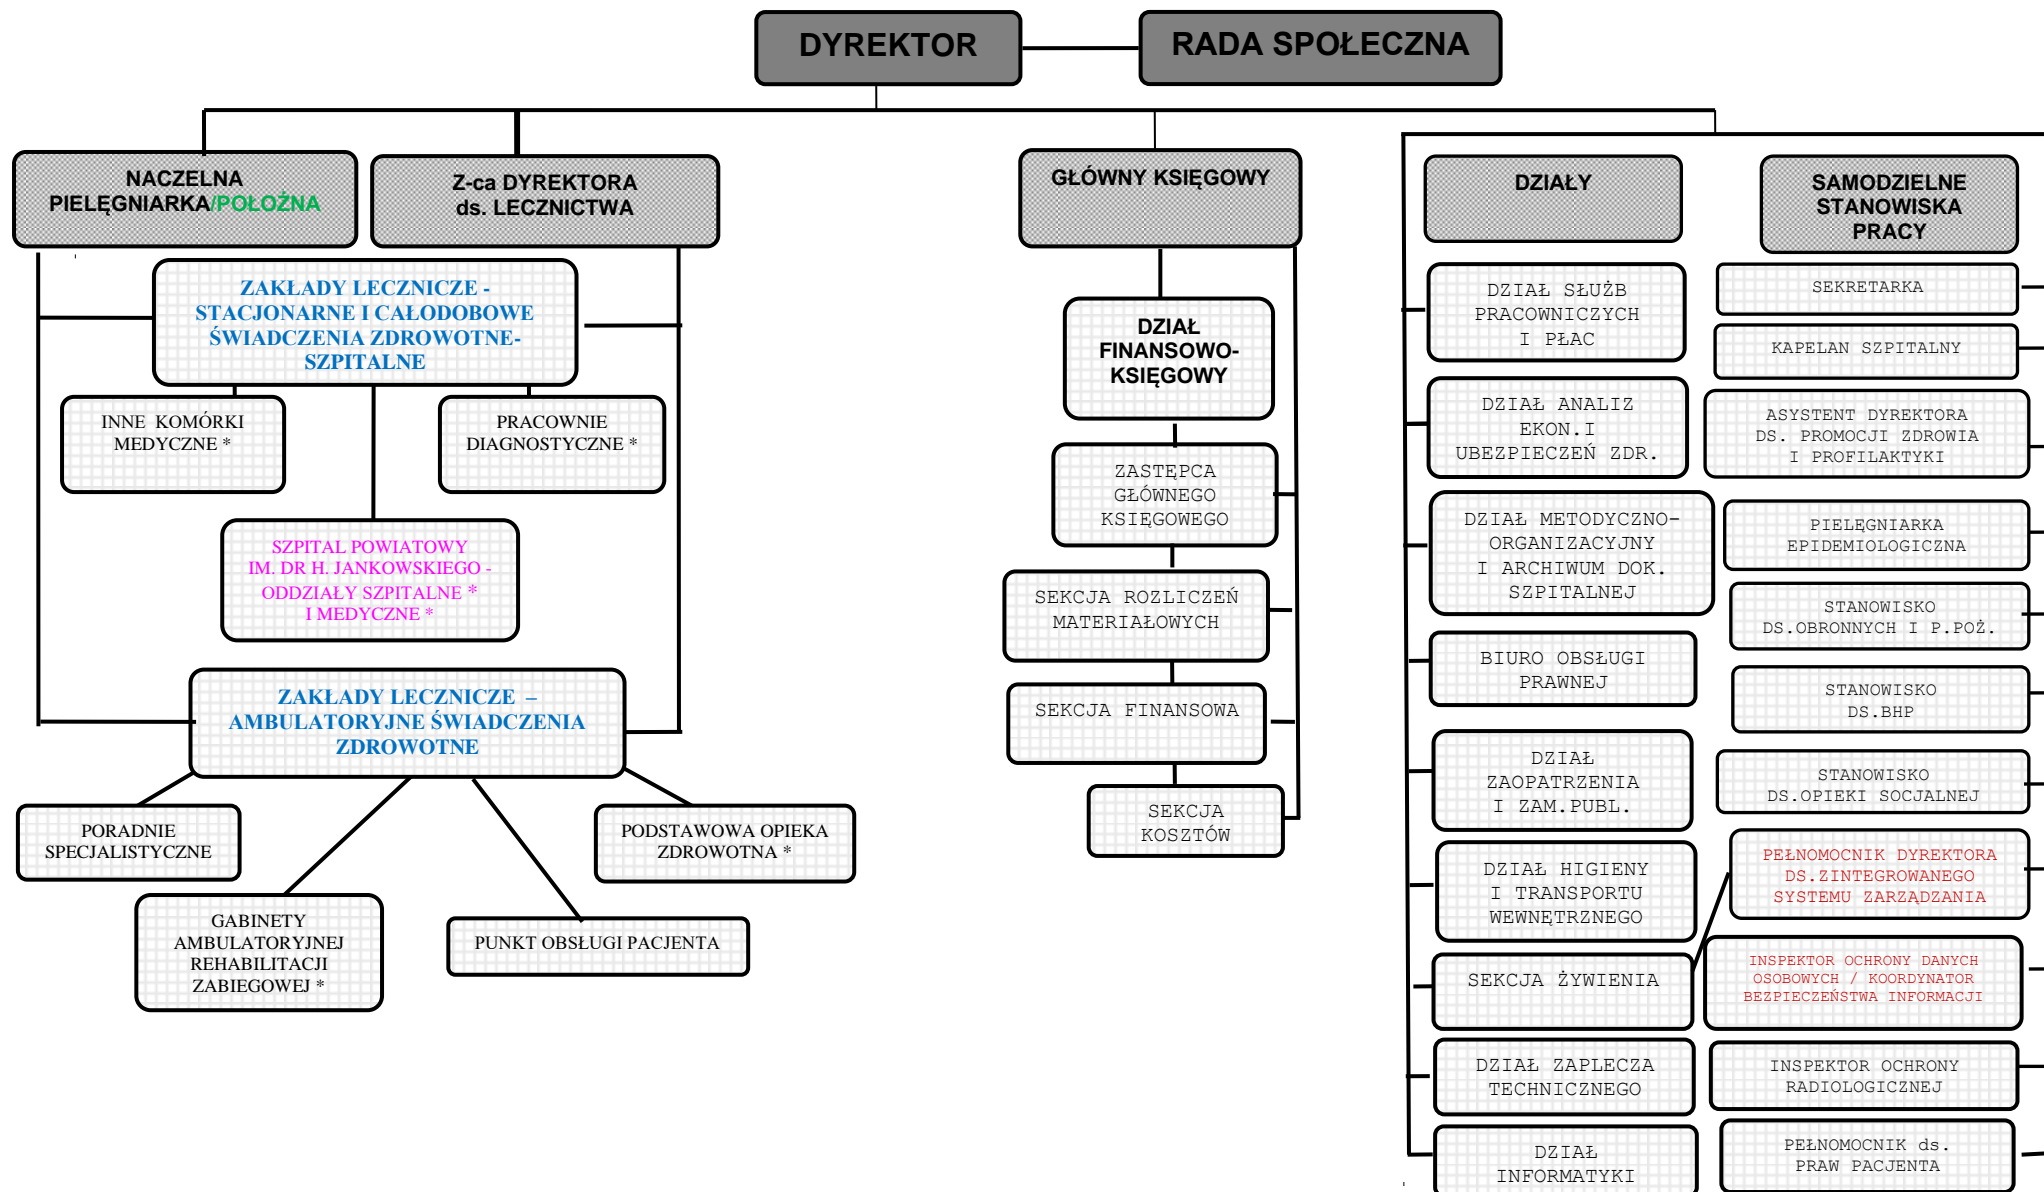 DYREKTOR
RADA SPOŁECZNA
NACZELNA
PIELĘGNIARKA/POŁOŹNA
Z-ca DYREKTORA
ds. LECZNICTWA
ZAKŁADY LECZNICZE -
STACJONARNE I CAŁODOBOWE
ŚWIADCZENIA ZDROWOTNE-
SZPITALNE
INNE KOMÓRKI
MEDYCZNE *
PRACOWNIE
DIAGNOSTYCZNE *
SZPITAL POWIATOWY
IM. DR H. JANKOWSKIEGO -
ODDZIAŁY SZPITALNE *
I MEDYCZNE *
ZAKŁADY LECZNICZE –
AMBULATORYJNE ŚWIADCZENIA
ZDROWOTNE
PORADNIE
SPECJALISTYCZNE
GABINETY
AMBULATORYJNEJ
REHABILITACJI
ZABIEGOWEJ *
PUNKT OBSŁUGI PACJENTA
PODSTAWOWA OPIEKA
ZDROWOTNA *
GŁÓWNY KSIĘGOWY
DZIAŁ
FINANSOWO-
KSIĘGOWY
ZASTĘPCA
GŁÓWNEGO
KSIĘGOWEGO
SEKCJA ROZLICZEŃ
MATERIAŁOWYCH
SEKCJA FINANSOWA
SEKCJA
KOSZTÓW
DZIAŁY
DZIAŁ SŁUŻB
PRACOWNICZYCH
I PŁAC
DZIAŁ ANALIZ
EKON.I
UBEZPIECZEŃ ZDR.
DZIAŁ METODYCZNO-
ORGANIZACYJNY
I ARCHIWUM DOK.
SZPITALNEJ
BIURO OBSŁUGI
PRAWNEJ
DZIAŁ
ZAOPATRZENIA
I ZAM.PUBL.
DZIAŁ HIGIENY
I TRANSPORTU
WEWNĘTRZNEGO
SEKCJA ŻYWIENIA
DZIAŁ ZAPLECZA
TECHNICZNEGO
DZIAŁ
INFORMATYKI
SAMODZIELNE
STANOWISKA
PRACY
SEKRETARKA
KAPELAN SZPITALNY
ASYSTENT DYREKTORA
DS. PROMOCJI ZDROWIA
I PROFILAKTYKI
PIELĘGNIARKA
EPIDEMIOLOGICZNA
STANOWISKO
DS.OBRONNYCH I P.POŻ.
STANOWISKO
DS.BHP
STANOWISKO
DS.OPIEKI SOCJALNEJ
PEŁNOMOCNIK DYREKTORA
DS.ZINTEGROWANEGO
SYSTEMU ZARZĄDZANIA
INSPEKTOR OCHRONY DANYCH
OSOBOWYCH / KOORDYNATOR
BEZPIECZEŃSTWA INFORMACJI
INSPEKTOR OCHRONY
RADIOLOGICZNEJ
PEŁNOMOCNIK ds.
PRAW PACJENTA